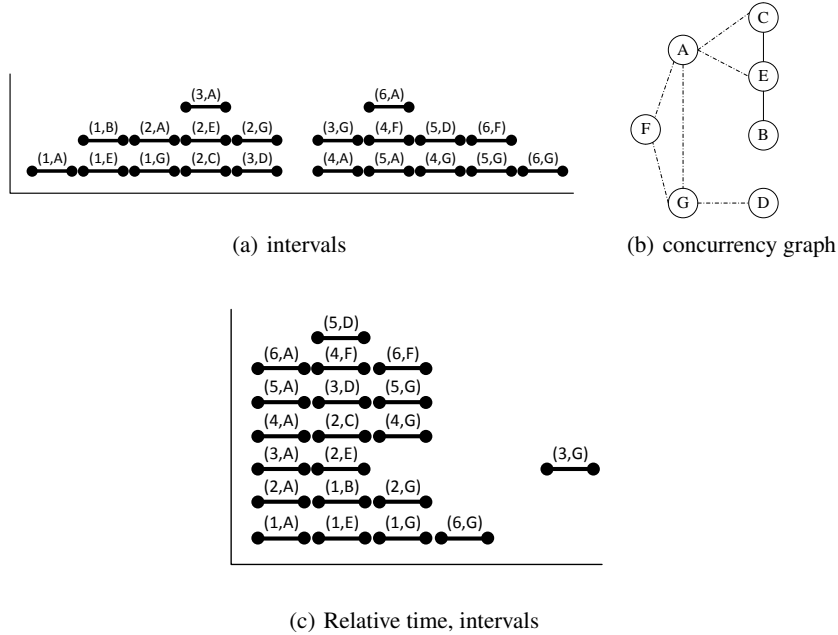 (3,A) (6,A)
(1,B) (2,A) (2,E) (2,G) (3,G) (4,F) (5,D) (6,F)
(1,A) (1,E) (1,G) (2,C) (3,D) (4,A) (5,A) (4,G) (5,G) (6,G)
(a) intervals
C
A
E
F
B
G
D
(b) concurrency graph
(5,D)
(6,A) (4,F) (6,F)
(5,A) (3,D) (5,G)
(4,A) (2,C) (4,G)
(3,A) (2,E) (3,G)
(2,A) (1,B) (2,G)
(1,A) (1,E) (1,G) (6,G)
(c) Relative time, intervals